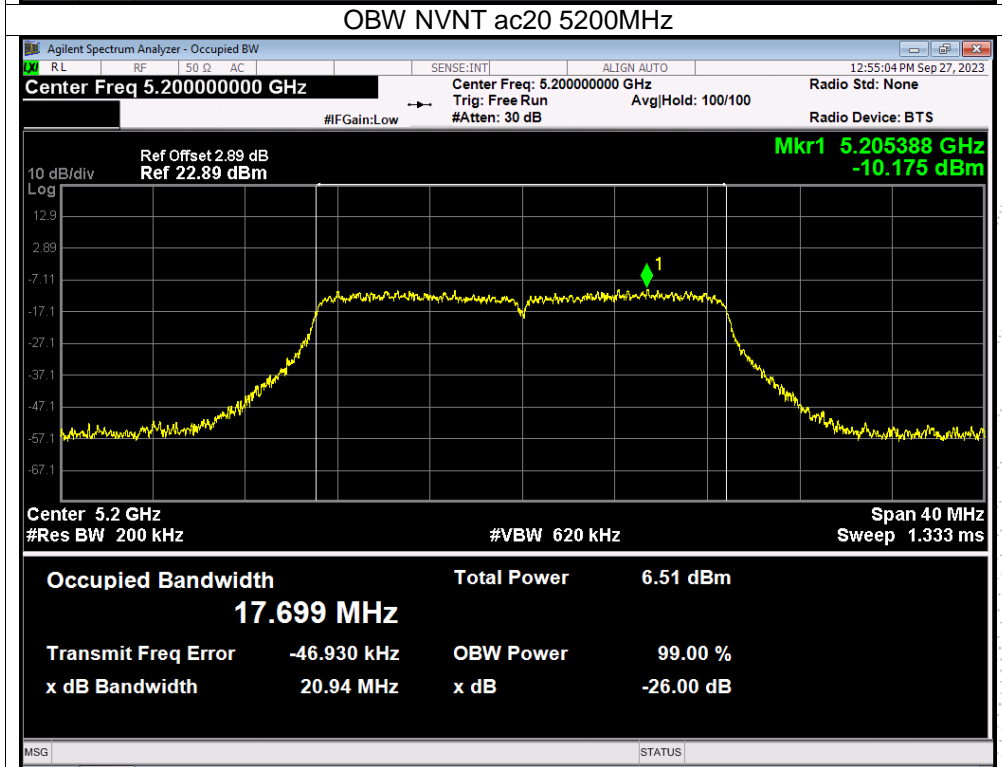 OBW NVNT ac20 5200MHz
Agilent Spectrum Analyzer - Occupied BW
LXI RL RF 50 Ω AC SENSE:INT ALIGN AUTO 12:55:04 PM Sep 27, 2023
Center Freq 5.200000000 GHz Center Freq: 5.200000000 GHz Radio Std: None
Trig: Free Run Avg|Hold: 100/100
#IFGain:Low #Atten: 30 dB Radio Device: BTS
Mkr1 5.205388 GHz
-10.175 dBm
Ref Offset 2.89 dB
10 dB/div Ref 22.89 dBm
Log
12.9
2.89
-7.11
1
-17.1
-27.1
-37.1
-47.1
-57.1
-67.1
Center 5.2 GHz Span 40 MHz
#Res BW 200 kHz #VBW 620 kHz Sweep 1.333 ms
Occupied Bandwidth Total Power 6.51 dBm
17.699 MHz
Transmit Freq Error -46.930 kHz OBW Power 99.00 %
x dB Bandwidth 20.94 MHz x dB -26.00 dB
MSG STATUS